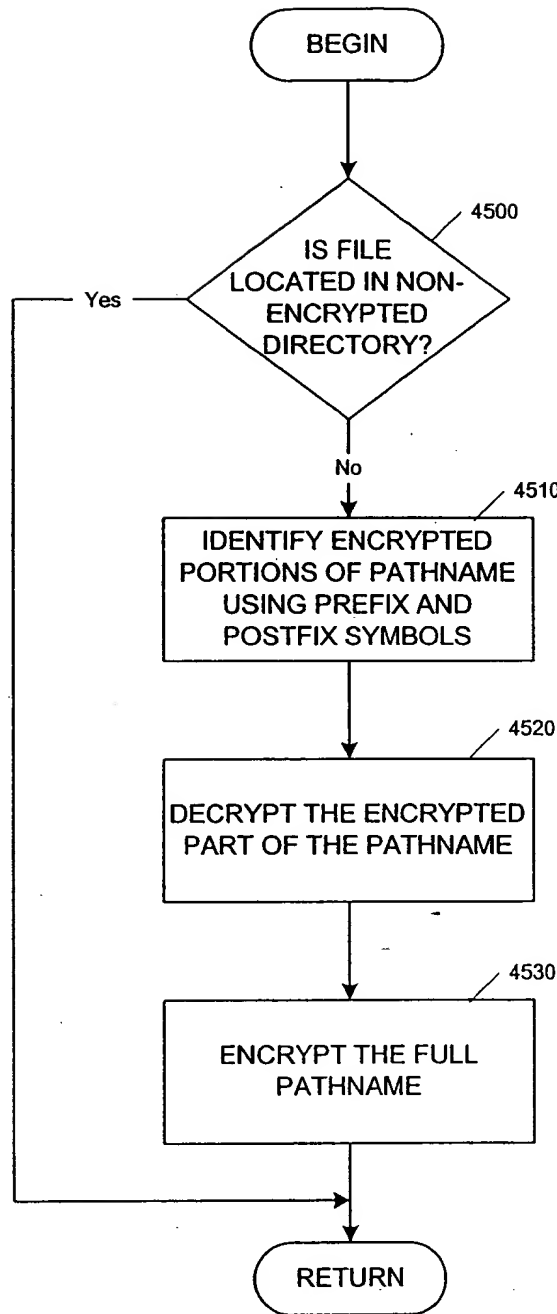 BEGIN
4500
IS FILE
LOCATED IN NON-
ENCRYPTED
DIRECTORY?
Yes
No
4510
IDENTIFY ENCRYPTED
PORTIONS OF PATHNAME
USING PREFIX AND
POSTFIX SYMBOLS
4520
DECRYPT THE ENCRYPTED
PART OF THE PATHNAME
4530
ENCRYPT THE FULL
PATHNAME
RETURN